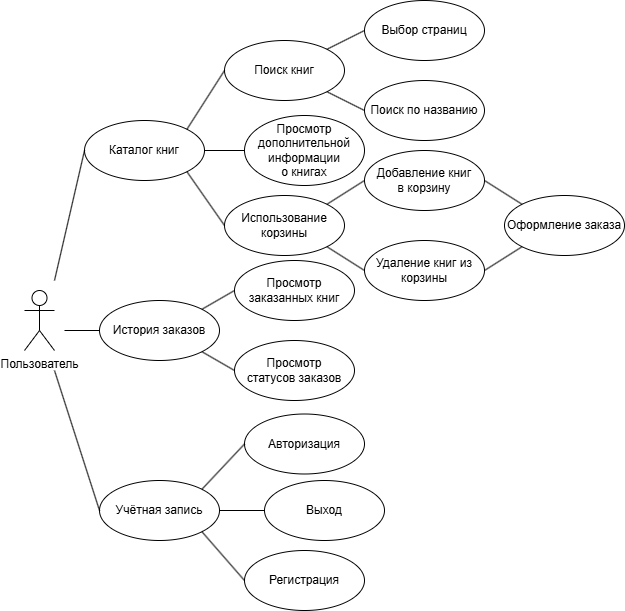 Выбор страниц
Поиск книг
Поиск по названию
Каталог книг
Просмотр
дополнительной
информации
о книгах
Добавление книг
в корзину
Использование
корзины
Оформление заказа
Удаление книг из
корзины
Просмотр
заказанных книг
История заказов
Пользователь
Просмотр
статусов заказов
Авторизация
Учётная запись
Выход
Регистрация